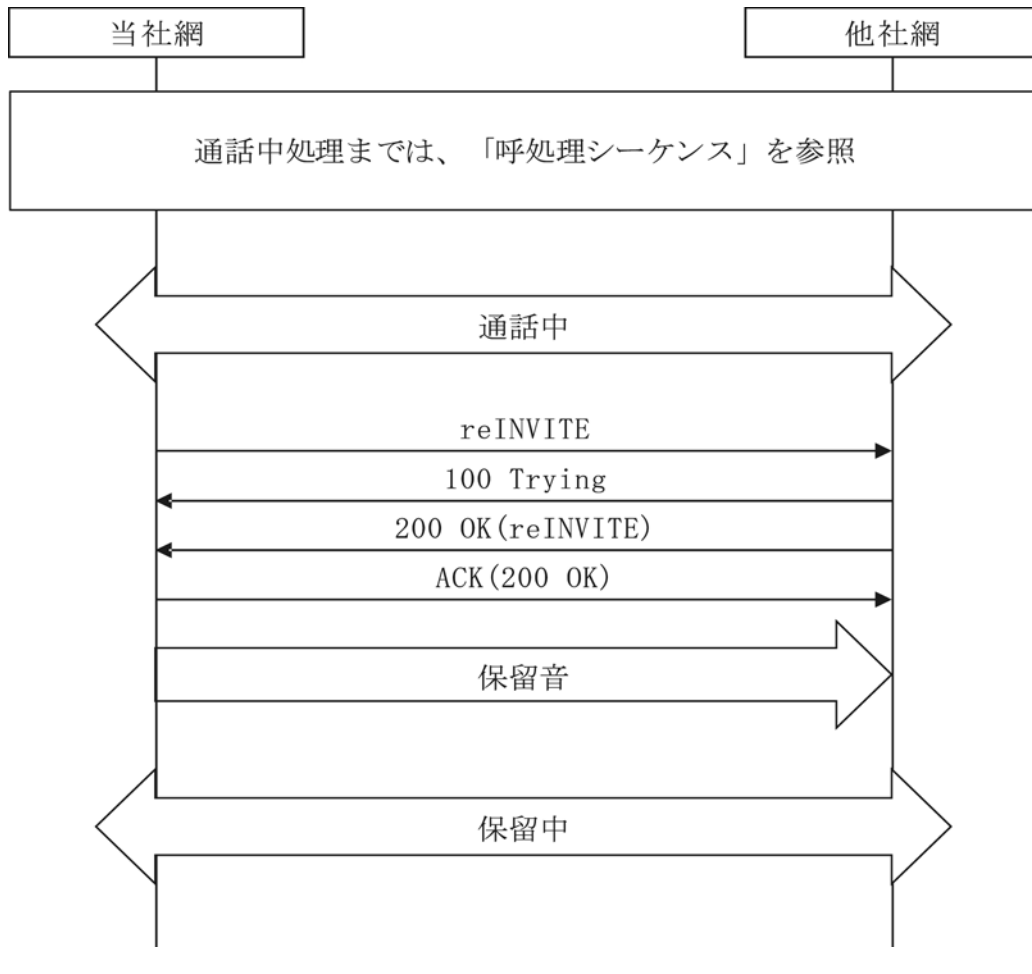 当社網
他社網
通話中処理までは、「呼処理シーケンス」を参照
通話中
reINVITE
100 Trying
200 OK(reINVITE)
ACK(200 OK)
保留音
保留中